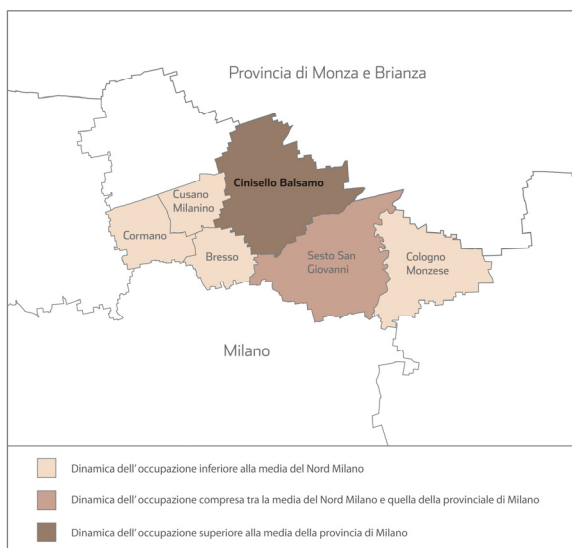 Provincia di Monza e Brianza
Cinisello Balsamo
Cusano
Milanino
Cormano
Bresso
Sesto San
Giovanni
Cologno
Monzese
Milano
Dinamica dell'occupazione inferiore alla media del Nord Milano
Dinamica dell'occupazione compresa tra la media del Nord Milano e quella della provinciale di Milano
Dinamica dell'occupazione superiore alla media della provincia di Milano